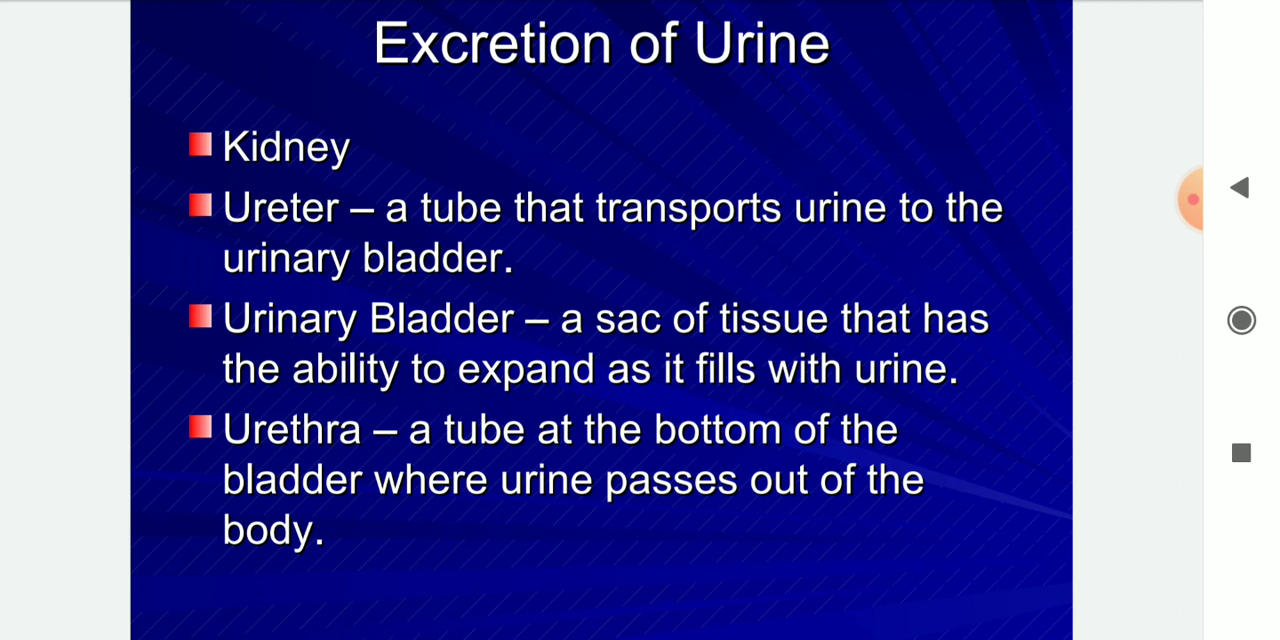 Excretion of Urine
Kidney
Ureter – a tube that transports urine to the
urinary bladder.
Urinary Bladder – a sac of tissue that has
the ability to expand as it fills with urine.
Urethra – a tube at the bottom of the
bladder where urine passes out of the
body.